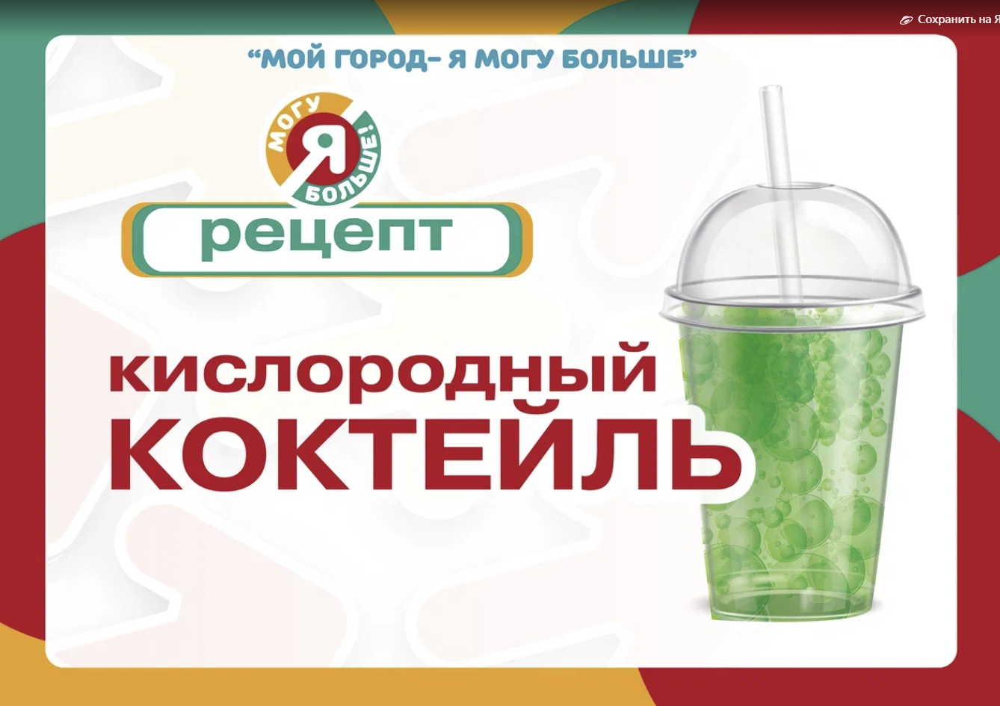 Сохранить на Я
“МОЙ ГОРОД- Я МОГУ БОЛЬШЕ”
МОГУ
Я
БОЛЬШЕ!
рецепт
кислородный
КОКТЕЙЛЬ